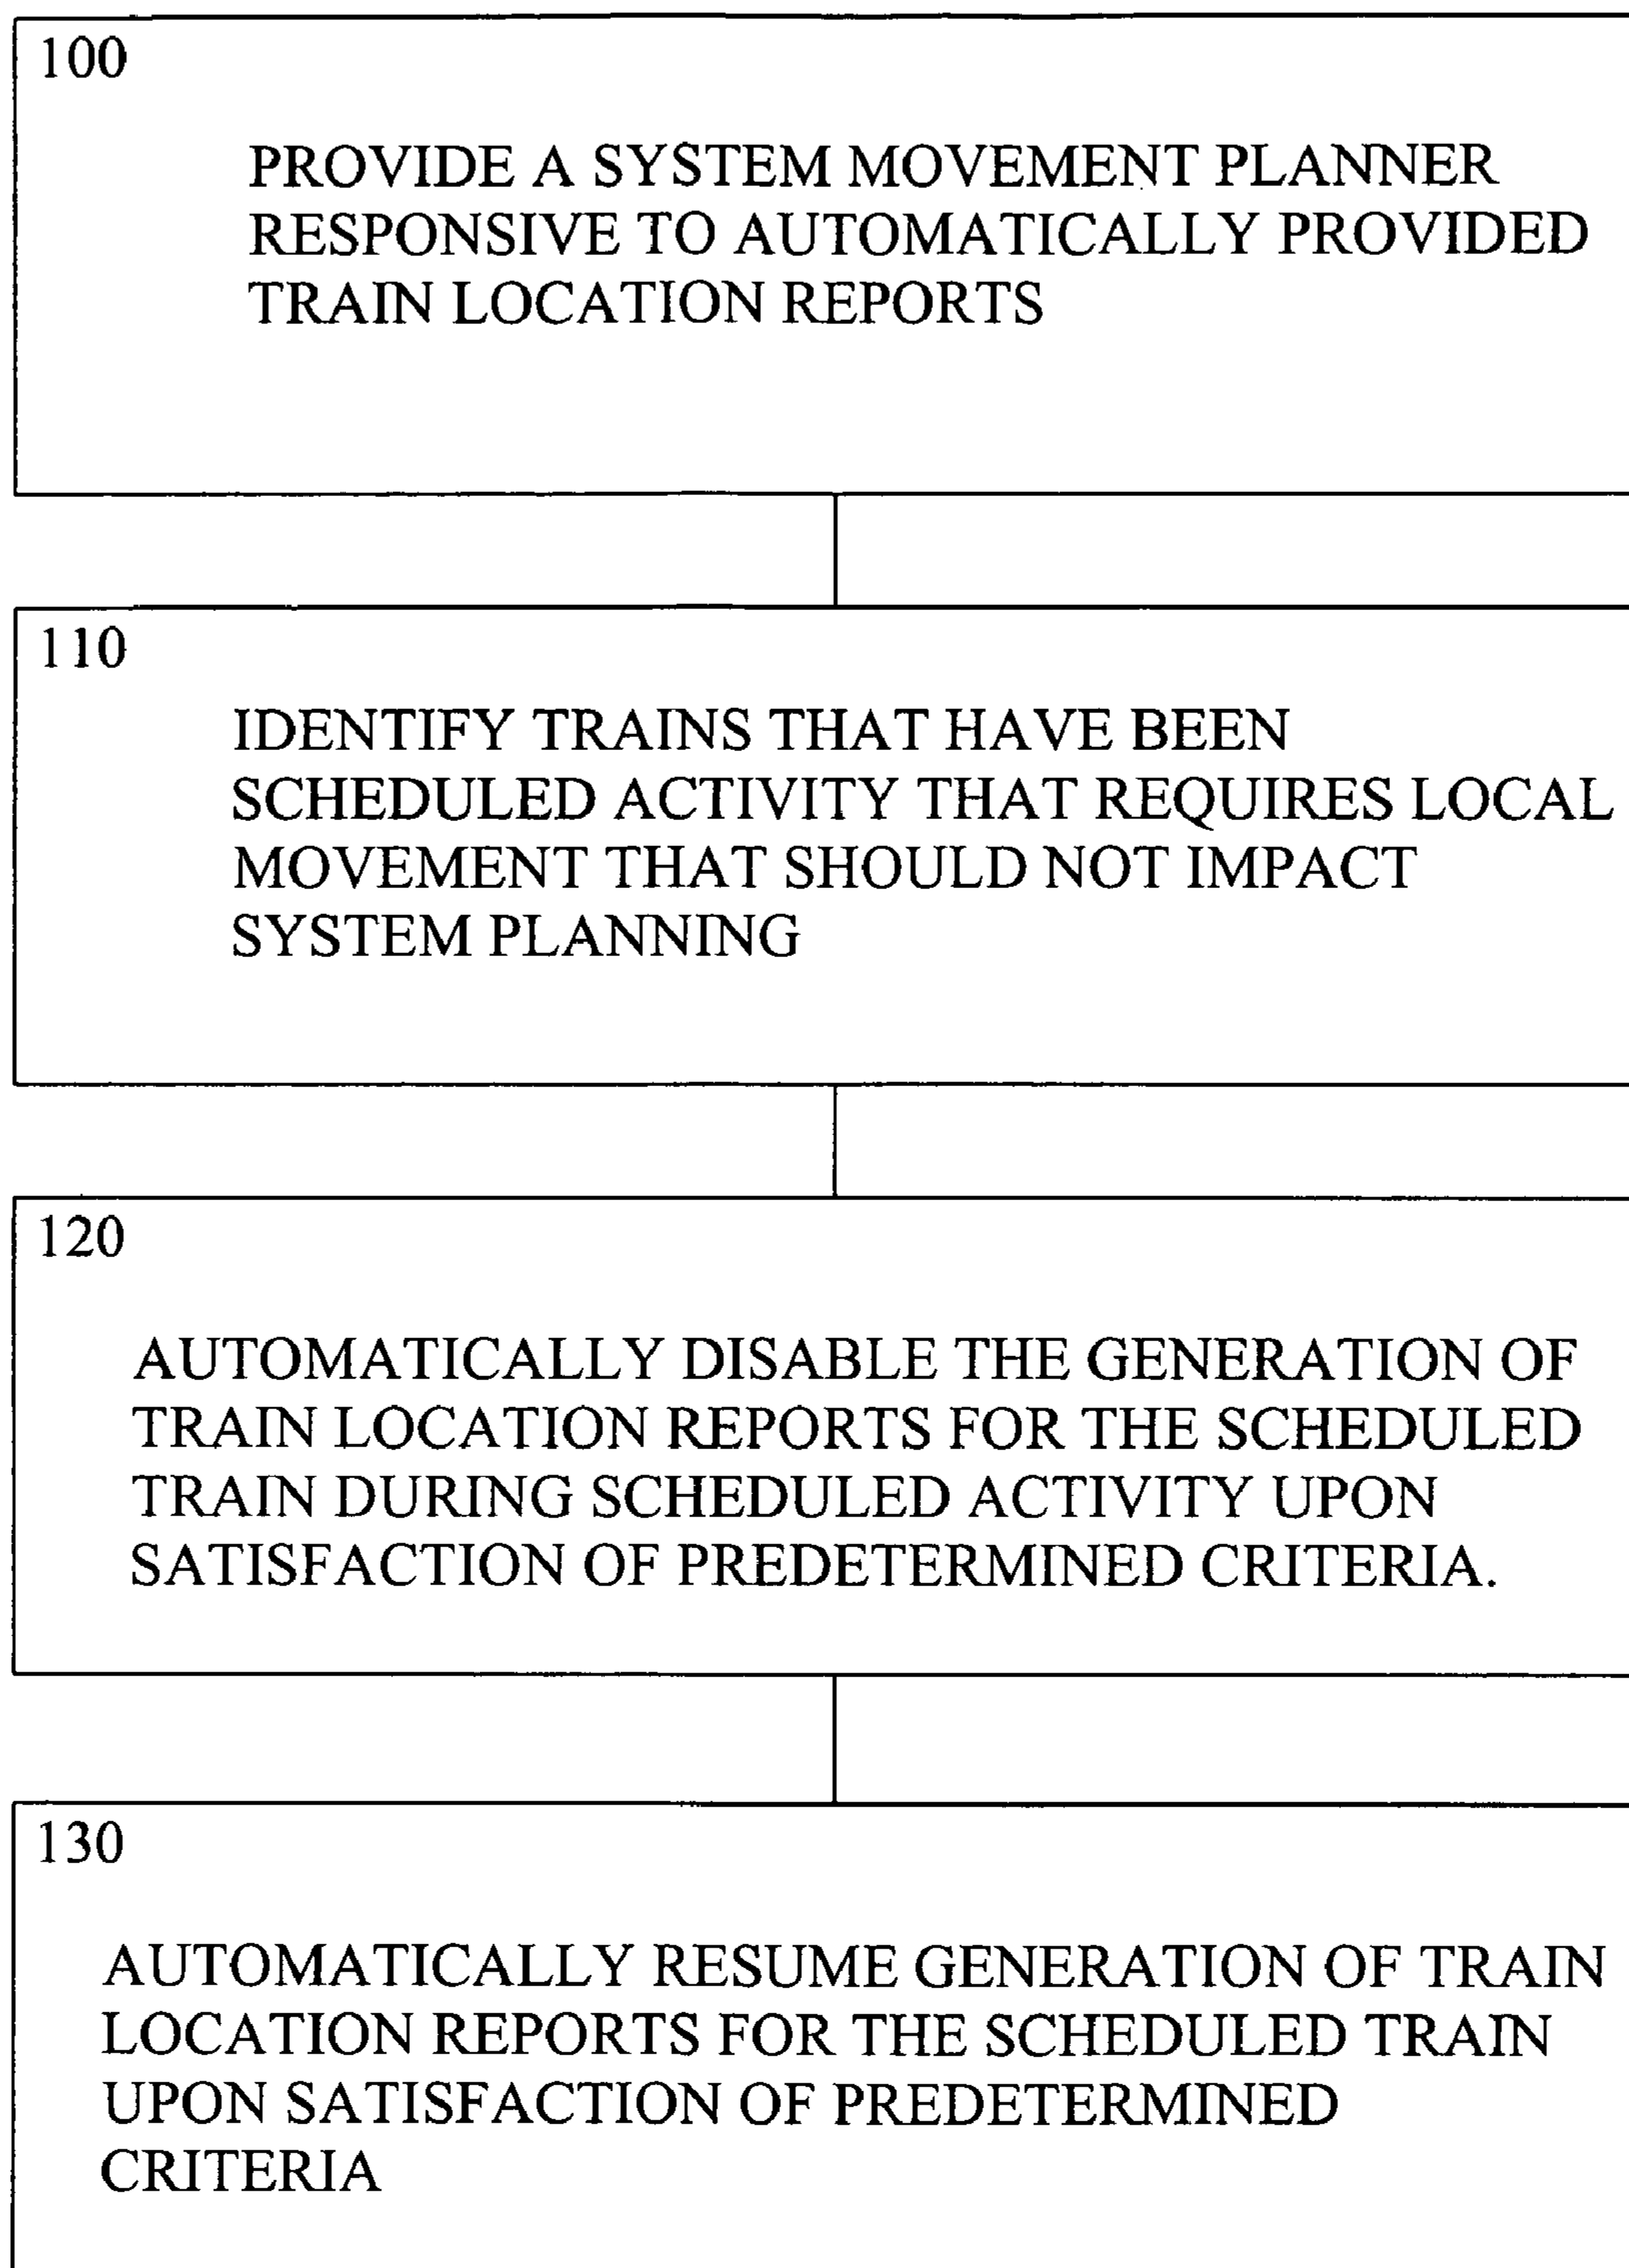 100
PROVIDE A SYSTEM MOVEMENT PLANNER
RESPONSIVE TO AUTOMATICALLY PROVIDED
TRAIN LOCATION REPORTS
110
IDENTIFY TRAINS THAT HAVE BEEN
SCHEDULED ACTIVITY THAT REQUIRES LOCAL
MOVEMENT THAT SHOULD NOT IMPACT
SYSTEM PLANNING
120
AUTOMATICALLY DISABLE THE GENERATION OF
TRAIN LOCATION REPORTS FOR THE SCHEDULED
TRAIN DURING SCHEDULED ACTIVITY UPON
SATISFACTION OF PREDETERMINED CRITERIA.
130
AUTOMATICALLY RESUME GENERATION OF TRAIN
LOCATION REPORTS FOR THE SCHEDULED TRAIN
UPON SATISFACTION OF PREDETERMINED
CRITERIA